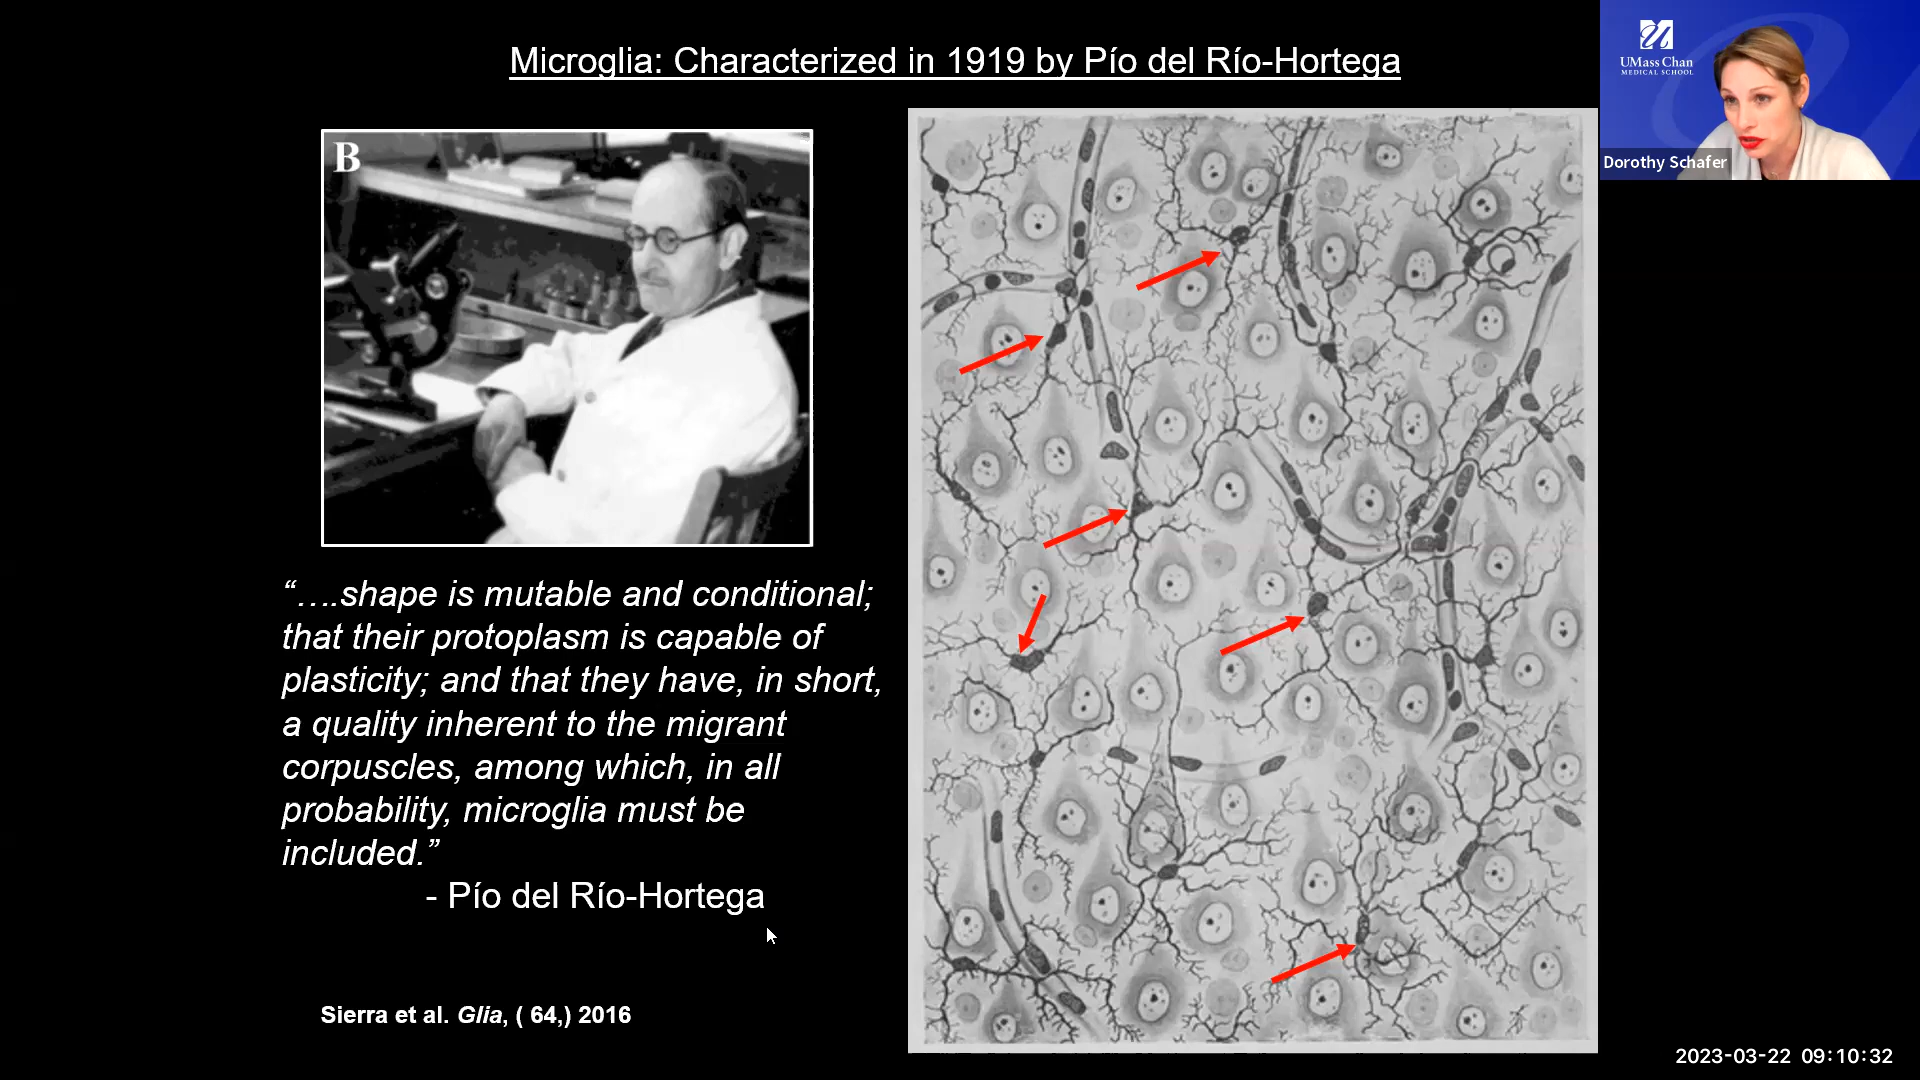 Microglia: Characterized in 1919 by Pío del Río-Hortega
UMass Chan
MEDICAL SCHOOL
Dorothy Schafer
B
“….shape is mutable and conditional;
that their protoplasm is capable of
plasticity; and that they have, in short,
a quality inherent to the migrant
corpuscles, among which, in all
probability, microglia must be
included.”
- Pío del Río-Hortega
Sierra et al. Glia, ( 64,) 2016
2023-03-22 09:10:32